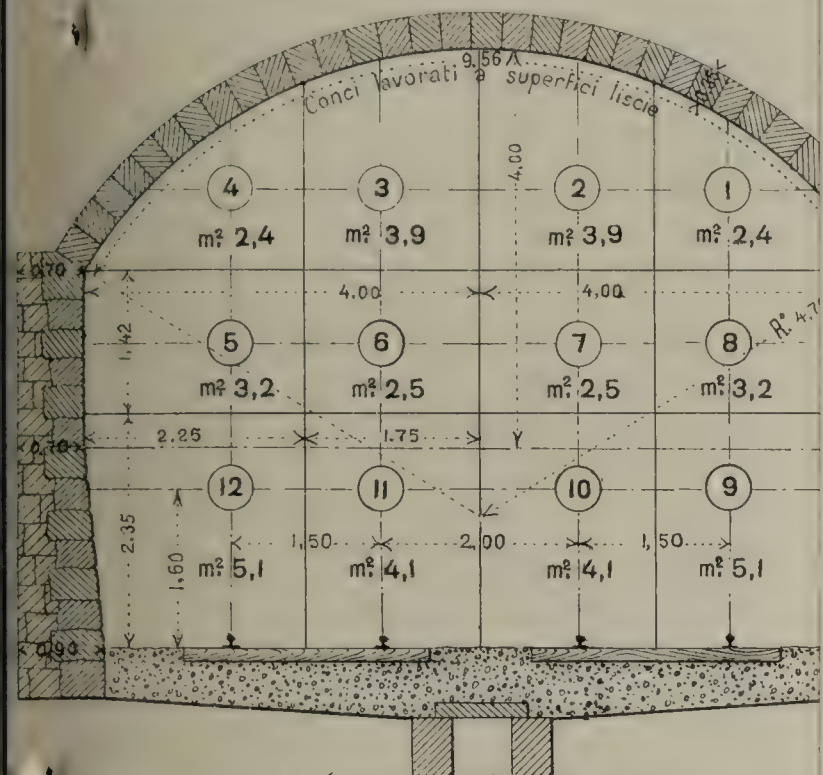 9.56
Conci lavorati a superfici liscie
4.00
4 3 2 1
m². 2,4 m². 3,9 m². 3,9 m². 2,4
0.70
4.00 4,00
1.42
5 6 7 8
R.º 4.7
m². 3,2 m². 2,5 m². 2,5 m². 3,2
2.25 1.75
0.70
12 11 10 9
2.35
1,60
1,50 2,00 1,50
m². 5,1 m². 4,1 m². 4,1 m². 5,1
0.90